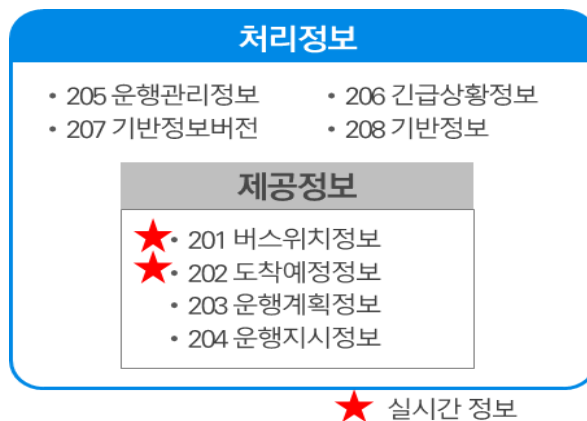 처리정보
• 205 운행관리정보 • 206 긴급상황정보
• 207 기반정보버전 • 208 기반정보
제공정보
★• 201 버스위치정보
★• 202 도착예정정보
• 203 운행계획정보
• 204 운행지시정보
★ 실시간 정보